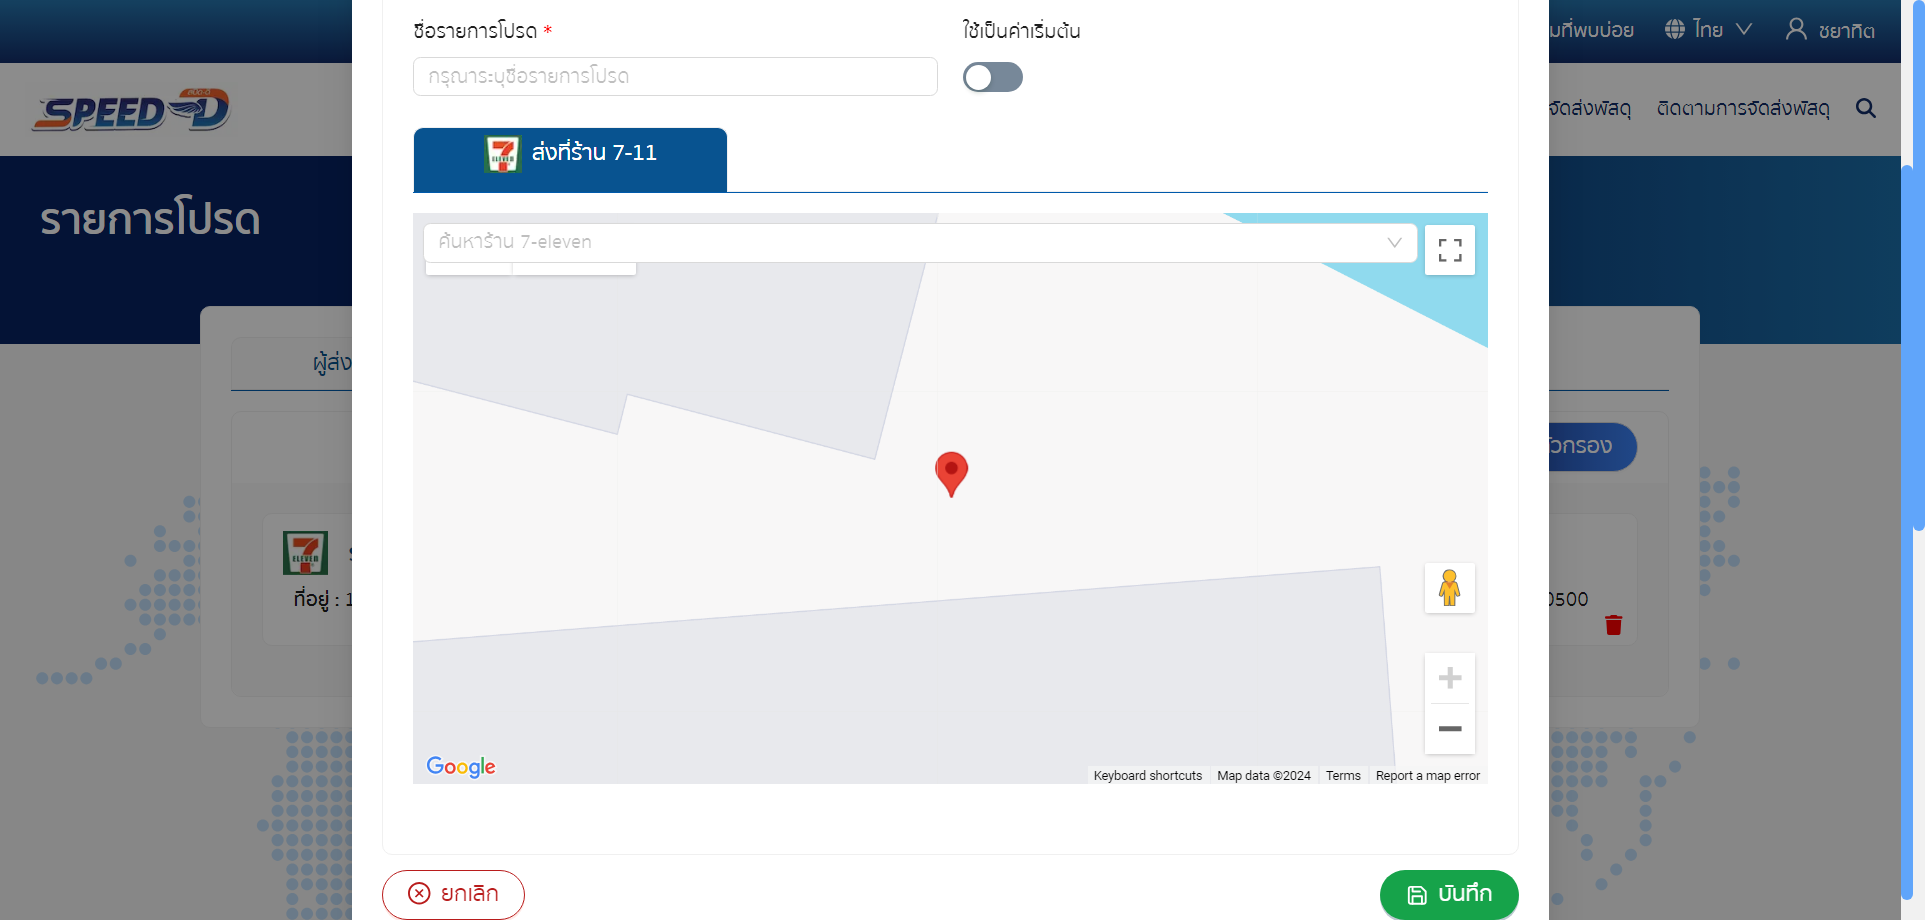 ชื่อรายการโปรด *
ใช้เป็นค่าเริ่มต้น
กรุณาระบุชื่อรายการโปรด
มที่พบบ่อย
ไทย
ชยาทิต
SPEED-D
จัดส่งพัสดุ
ติดตามการจัดส่งพัสดุ
รายการโปรด
ELEVEN
ส่งที่ร้าน 7-11
ค้นหาร้าน 7-eleven
ผู้ส่ง
วกรอง
ELEVEN
ที่อยู่ : 1
0500
Google
Keyboard shortcuts
Map data ©2024
Terms
Report a map error
ยกเลิก
บันทึก